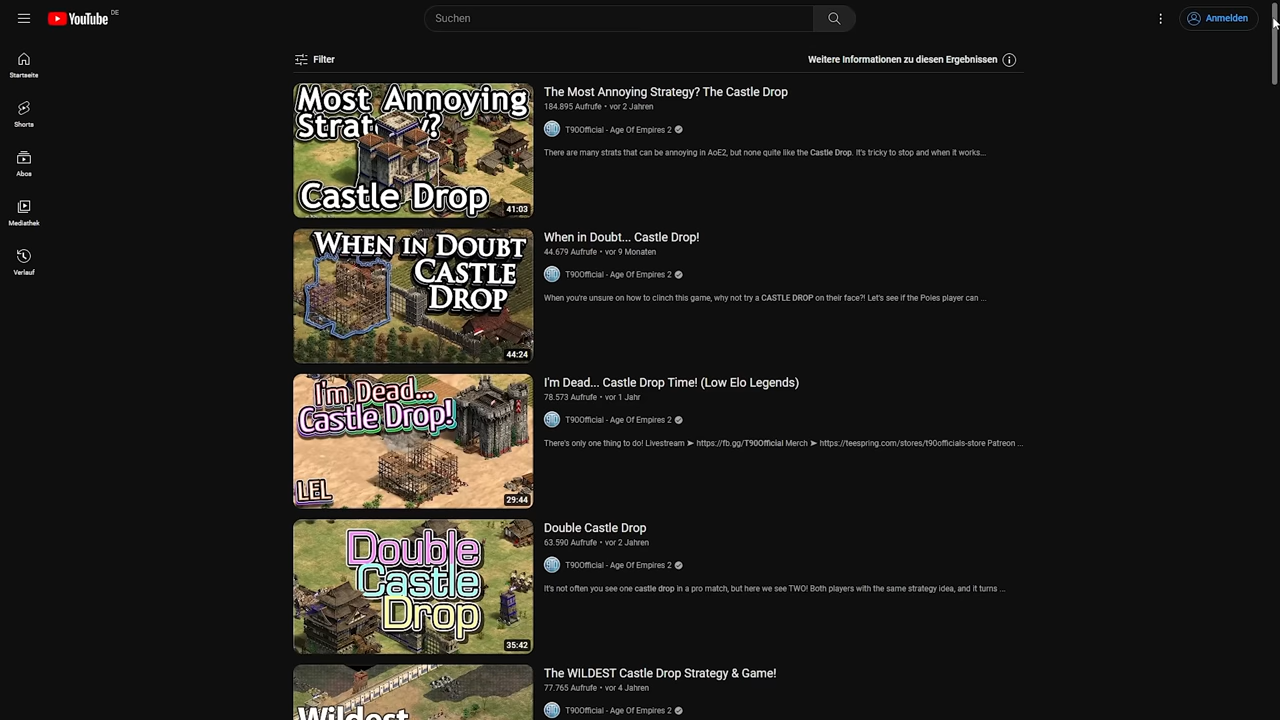 YouTube DE
Suchen
Anmelden
Startseite
Shorts
Abos
Mediathek
Verlauf
Filter
Weitere Informationen zu diesen Ergebnissen
Most Annoying
Strategy?
Castle Drop
41:03
The Most Annoying Strategy? The Castle Drop
184.895 Aufrufe • vor 2 Jahren
T90Official - Age Of Empires 2
There are many strats that can be annoying in AoE2, but none quite like the Castle Drop. It's tricky to stop and when it works...
When in Doubt
Castle
Drop
44:24
When in Doubt... Castle Drop!
44.679 Aufrufe • vor 9 Monaten
T90Official - Age Of Empires 2
When you're unsure on how to clinch this game, why not try a CASTLE DROP on their face?! Let's see if the Poles player can ...
I'm Dead...
Castle Drop!
LEL
29:44
I'm Dead... Castle Drop Time! (Low Elo Legends)
78.573 Aufrufe • vor 1 Jahr
T90Official - Age Of Empires 2
There's only one thing to do! Livestream ➤ https://fb.gg/T90Official Merch ➤ https://teespring.com/stores/t90officials-store Patreon ...
Double
Castle
Drop
35:42
Double Castle Drop
63.590 Aufrufe • vor 2 Jahren
T90Official - Age Of Empires 2
It's not often you see one castle drop in a pro match, but here we see TWO! Both players with the same strategy idea, and it turns ...
Wildest
The WILDEST Castle Drop Strategy & Game!
77.765 Aufrufe • vor 4 Jahren
T90Official - Age Of Empires 2